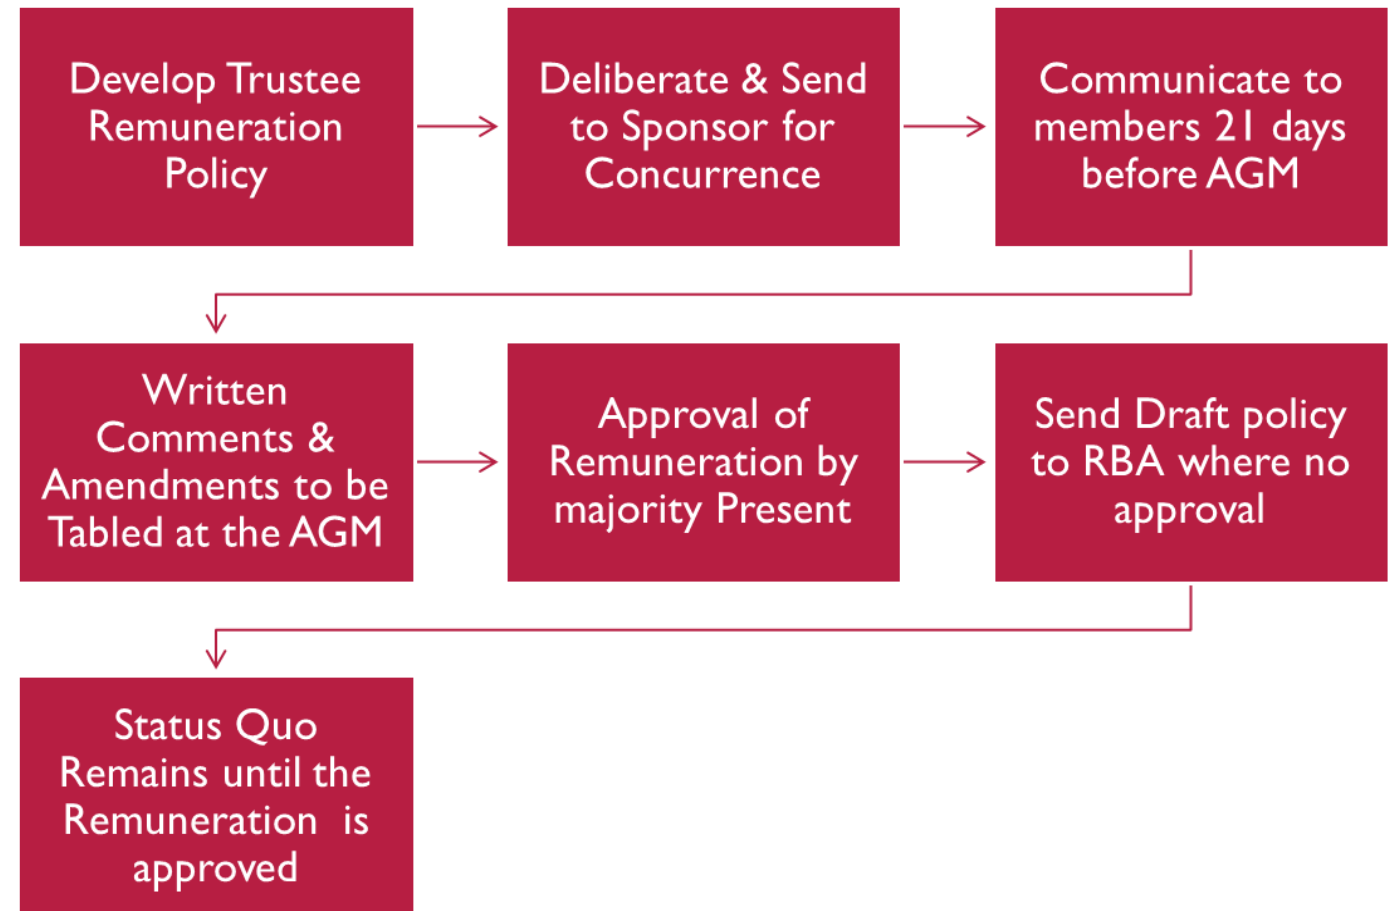 Develop Trustee
Remuneration
Policy
Deliberate & Send
to Sponsor for
Concurrence
Communicate to
members 21 days
before AGM
Written
Comments &
Amendments to be
Tabled at the AGM
Approval of
Remuneration by
majority Present
Send Draft policy
to RBA where no
approval
Status Quo
Remains until the
Remuneration is
approved